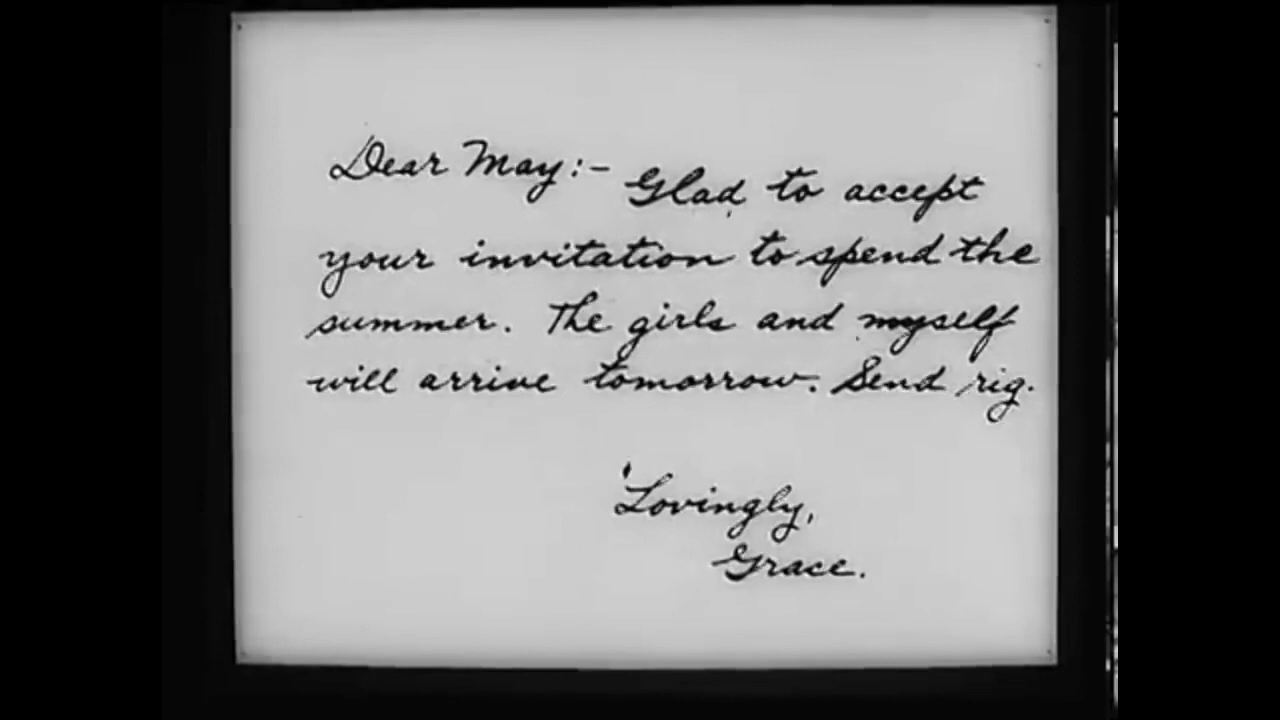 Dear May:- Glad to accept
your invitation to spend the
summer. The girls and myself
will arrive tomorrow. Send rig.
Lovingly,
Grace.